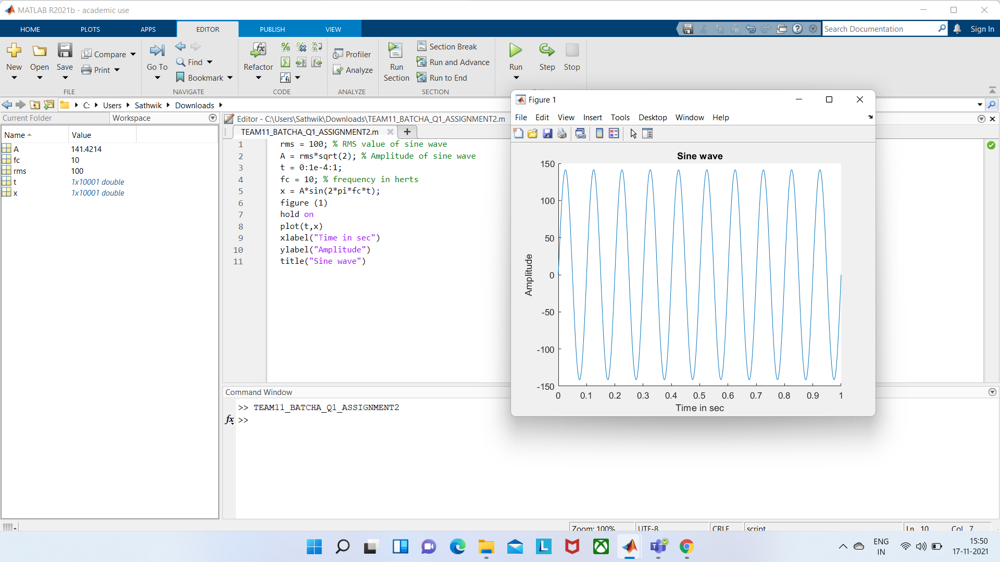 MATLAB R2021b - academic use
HOME PLOTS APPS EDITOR PUBLISH VIEW Search Documentation Sign In
New Open Save Compare Print
FILE
Go To Find Bookmark
NAVIGATE
Refactor
CODE
Profiler
Analyze
ANALYZE
Run Section
Section Break
Run and Advance
Run to End
SECTION
Run Step Stop
C: Users Sathwik Downloads
Current Folder Workspace
Name Value
A 141.4214
fc 10
rms 100
t 1x10001 double
x 1x10001 double
Editor - C:\Users\Sathwik\Downloads\TEAM11_BATCHA_Q1_ASSIGNMENT2.m
TEAM11_BATCHA_Q1_ASSIGNMENT2.m
1 rms = 100; % RMS value of sine wave
2 A = rms*sqrt(2); % Amplitude of sine wave
3 t = 0:1e-4:1;
4 fc = 10; % frequency in herts
5 x = A*sin(2*pi*fc*t);
6 figure (1)
7 hold on
8 plot(t,x)
9 xlabel("Time in sec")
10 ylabel("Amplitude")
11 title("Sine wave")
Command Window
>> TEAM11_BATCHA_Q1_ASSIGNMENT2
fx >>
Figure 1
File Edit View Insert Tools Desktop Window Help
Sine wave
150
100
50
0
-50
-100
-150
Amplitude
0 0.1 0.2 0.3 0.4 0.5 0.6 0.7 0.8 0.9 1
Time in sec
Zoom: 100% UTF-8 CRLF script Ln 10 Col 7
ENG
IN
15:50
17-11-2021